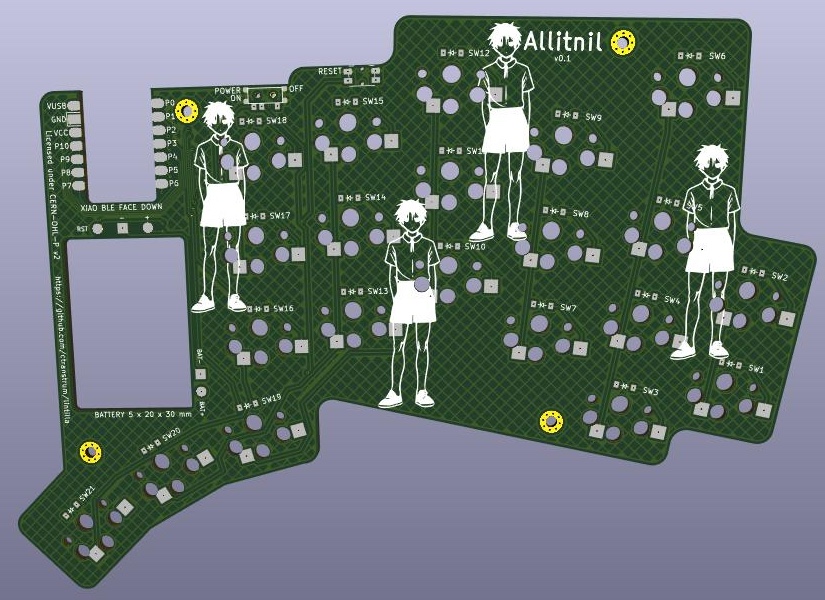 Allitnil
v0.1
SW12
SW6
RESET
POWER
ON
OFF
VUSB
GND
VCC
P10
P9
P8
P7
P0
P1
P2
P3
P4
P5
P6
SW15
SW18
SW9
XIAO BLE FACE DOWN
RST
-
+
SW17
SW14
SW8
SW5
SW10
SW2
SW16
SW13
SW7
SW4
SW1
SW3
BAT-
BAT+
BATTERY 5 x 20 x 30 mm
SW19
SW20
SW21
Licensed under CERN-OHL-P v2
https://github.com/ctranstrum/lintilla